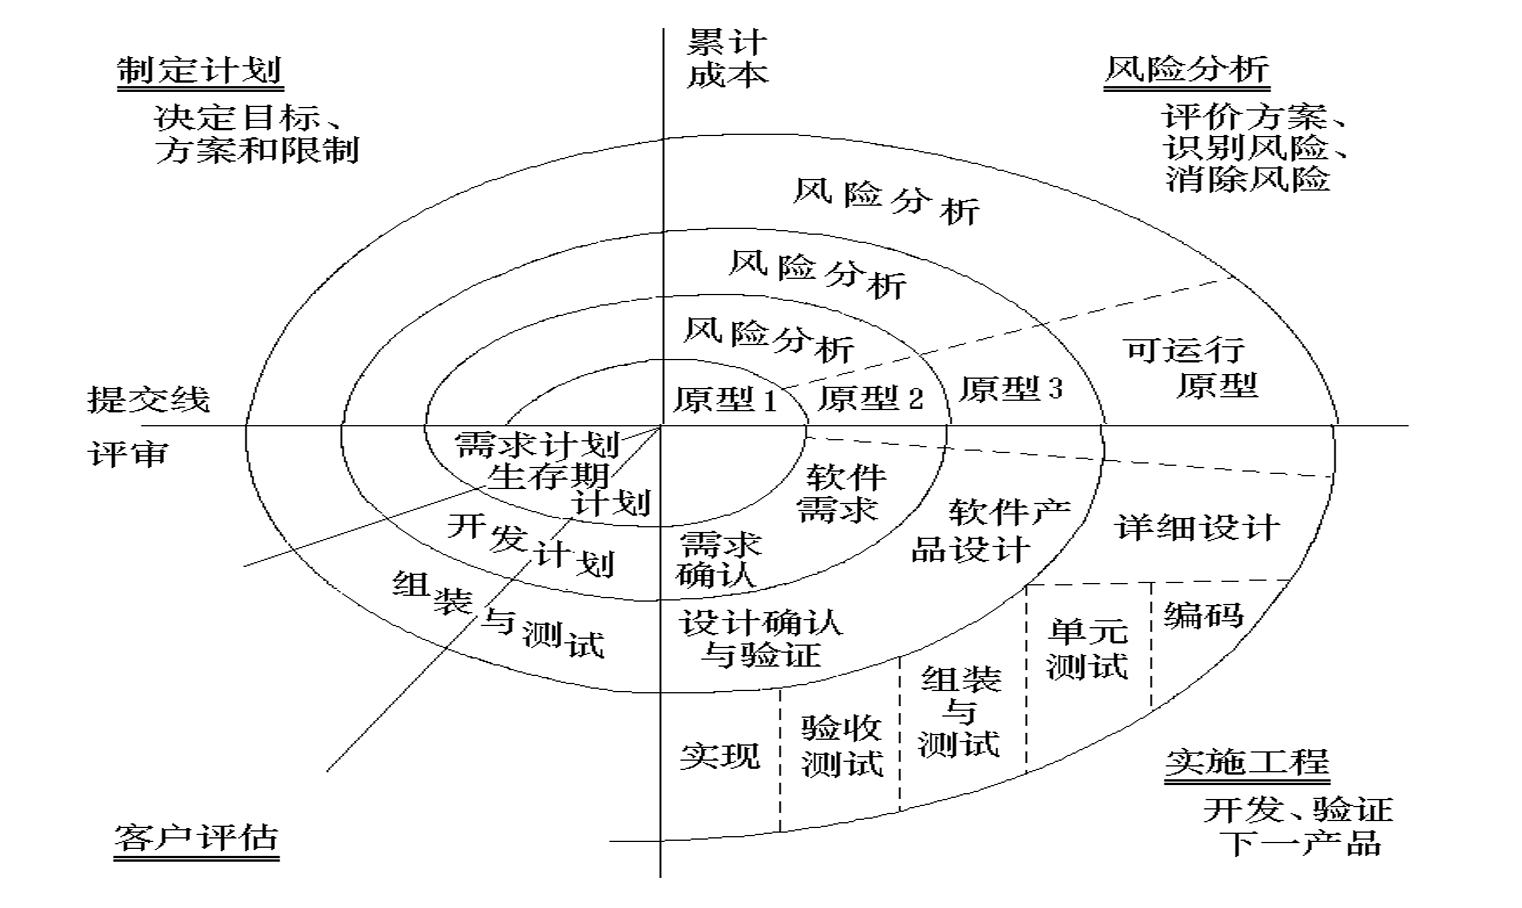 累计
成本
制定计划
决定目标、
方案和限制
风险分析
评价方案、
识别风险、
消除风险
风险分析
风险分析
风险分析
可运行
原型
原型1
原型2
原型3
提交线
评审
需求计划
生存期
计划
开发计划
组装与测试
软件
需求
需求
确认
软件产
品设计
设计确认
与验证
详细设计
编码
单元
测试
组装
与
测试
验收
测试
实现
实施工程
开发、验证
下一产品
客户评估